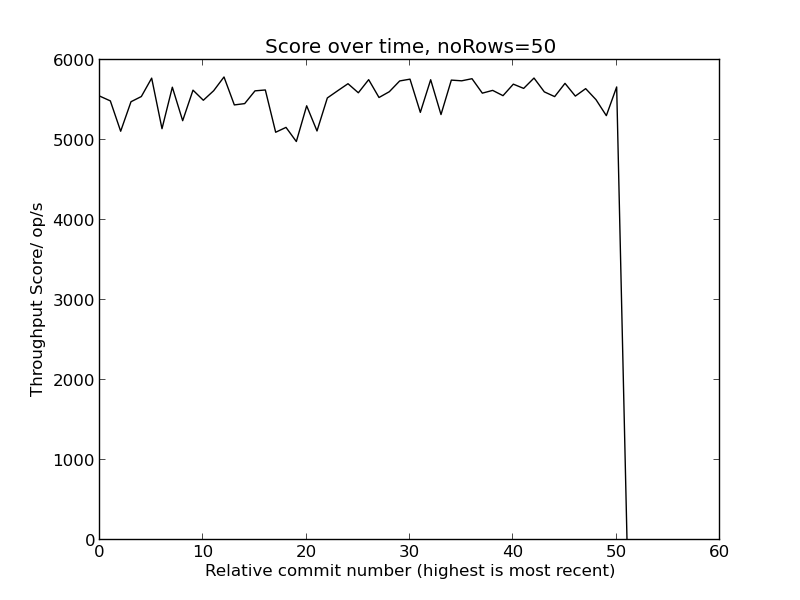 Score over time, noRows=50
6000
5000
4000
3000
2000
1000
0
Throughput Score/ op/s
0 10 20 30 40 50 60
Relative commit number (highest is most recent)